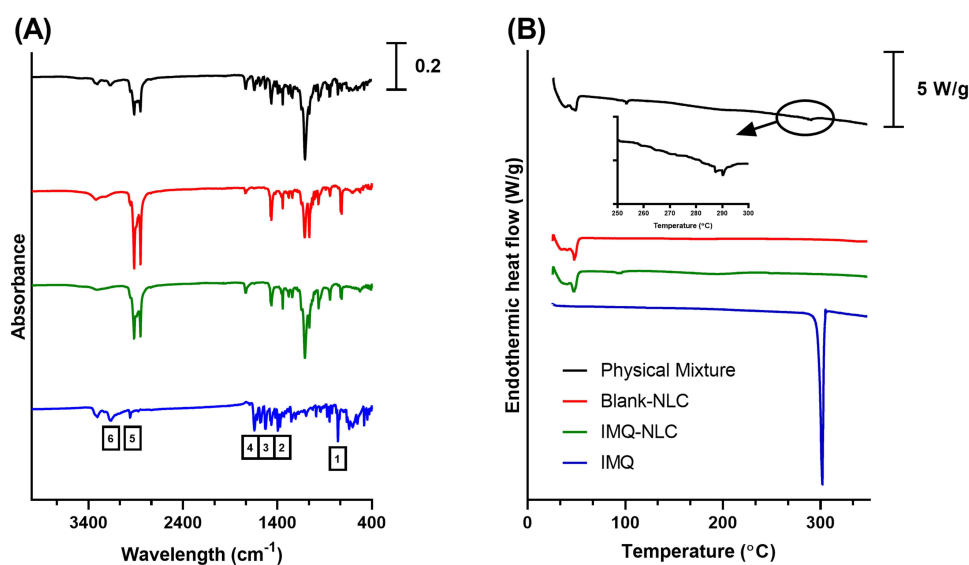 (A)
0.2
Absorbance
6
5
4
3
2
1
3400
2400
1400
400
Wavelength (cm⁻¹)
(B)
5 W/g
Endothermic heat flow (W/g)
250
260
270
280
290
300
Temperature (°C)
Physical Mixture
Blank-NLC
IMQ-NLC
IMQ
0
100
200
300
Temperature (°C)